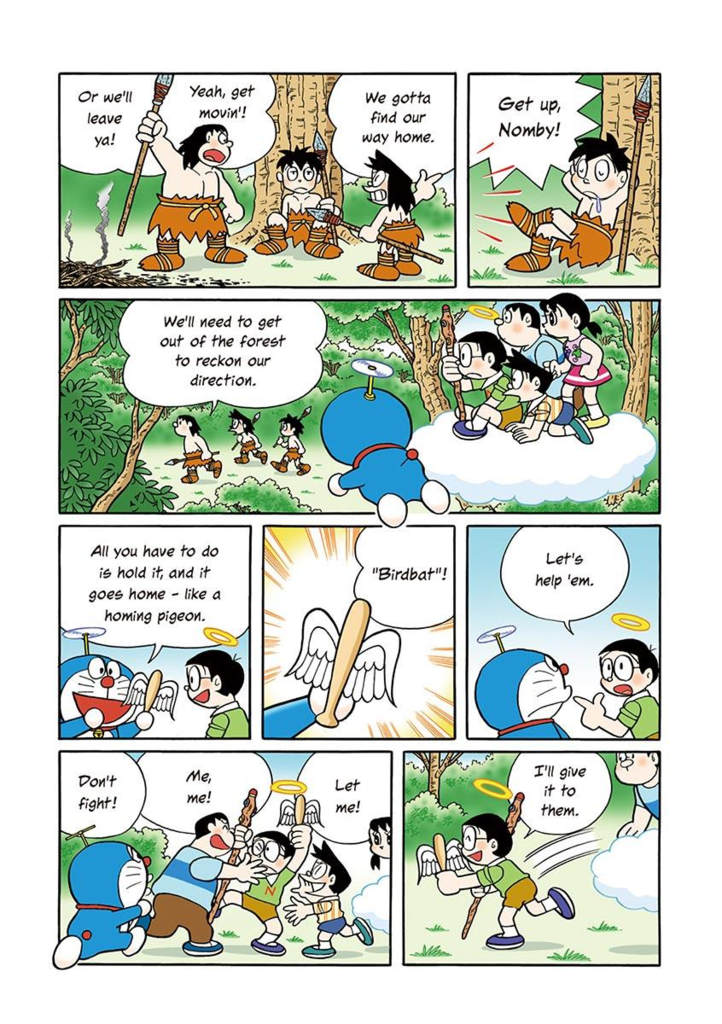 Get up,
Nomby!
We gotta
find our
way home.
Yeah, get
movin'!
Or we'll
leave
ya!
We'll need to get
out of the forest
to reckon our
direction.
Let's
help 'em.
"Birdbat"!
All you have to do
is hold it, and it
goes home - like a
homing pigeon.
I'll give
it to
them.
Let
me!
Me,
me!
Don't
fight!
N